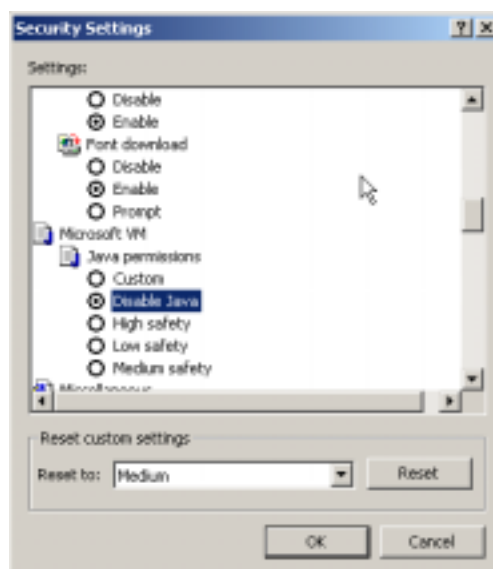 Security Settings
Settings:
Disable
Enable
Font download
Disable
Enable
Prompt
Microsoft VM
Java permissions
Custom
Disable Java
High safety
Low safety
Medium safety
Miscellaneous
Reset custom settings
Reset to: Medium Reset
OK Cancel